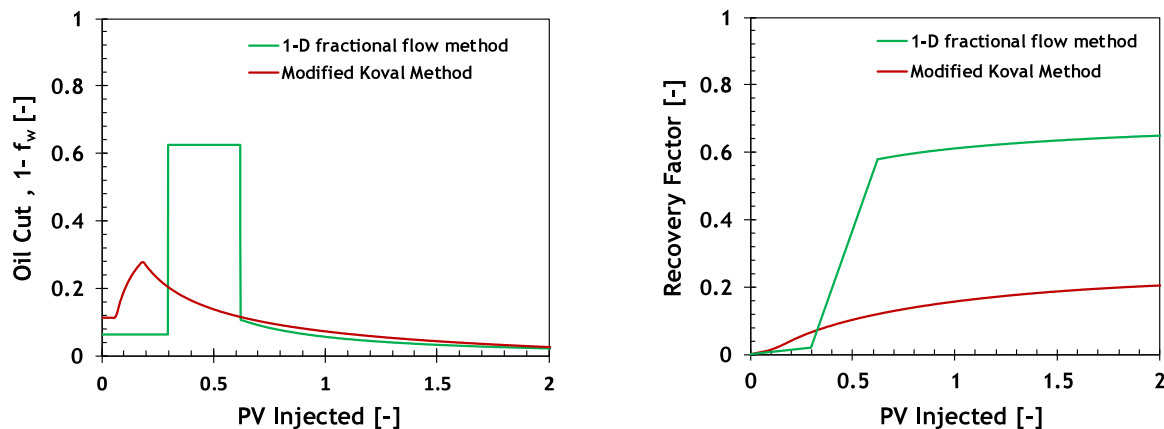 1
0.8
0.6
0.4
0.2
0
Oil Cut , 1- fw [-]
1-D fractional flow method
Modified Koval Method
0
0.5
1
1.5
2
PV Injected [-]
1
0.8
0.6
0.4
0.2
0
Recovery Factor [-]
1-D fractional flow method
Modified Koval Method
0
0.5
1
1.5
2
PV Injected [-]